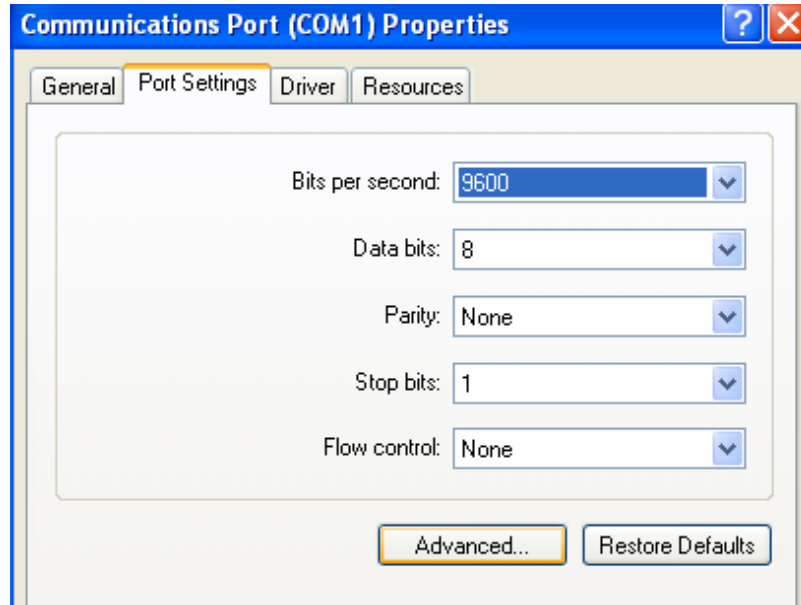 Communications Port (COM1) Properties ?
General Port Settings Driver Resources
Bits per second: 9600
Data bits: 8
Parity: None
Stop bits: 1
Flow control: None
Advanced... Restore Defaults